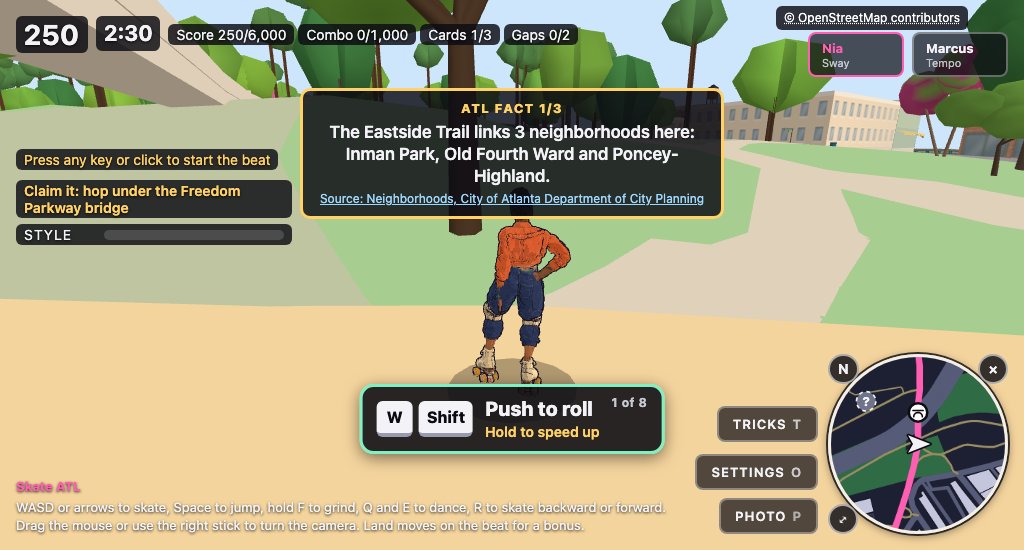 250
2:30
Score 250/6,000
Combo 0/1,000
Cards 1/3
Gaps 0/2
© OpenStreetMap contributors
Nia
Sway
Marcus
Tempo
ATL FACT 1/3
The Eastside Trail links 3 neighborhoods here:
Inman Park, Old Fourth Ward and Poncey-
Highland.
Source: Neighborhoods, City of Atlanta Department of City Planning
Press any key or click to start the beat
Claim it: hop under the Freedom
Parkway bridge
STYLE
W
Shift
Push to roll
1 of 8
Hold to speed up
TRICKS T
SETTINGS O
PHOTO P
N
×
?
Skate ATL
WASD or arrows to skate, Space to jump, hold F to grind, Q and E to dance, R to skate backward or forward.
Drag the mouse or use the right stick to turn the camera. Land moves on the beat for a bonus.